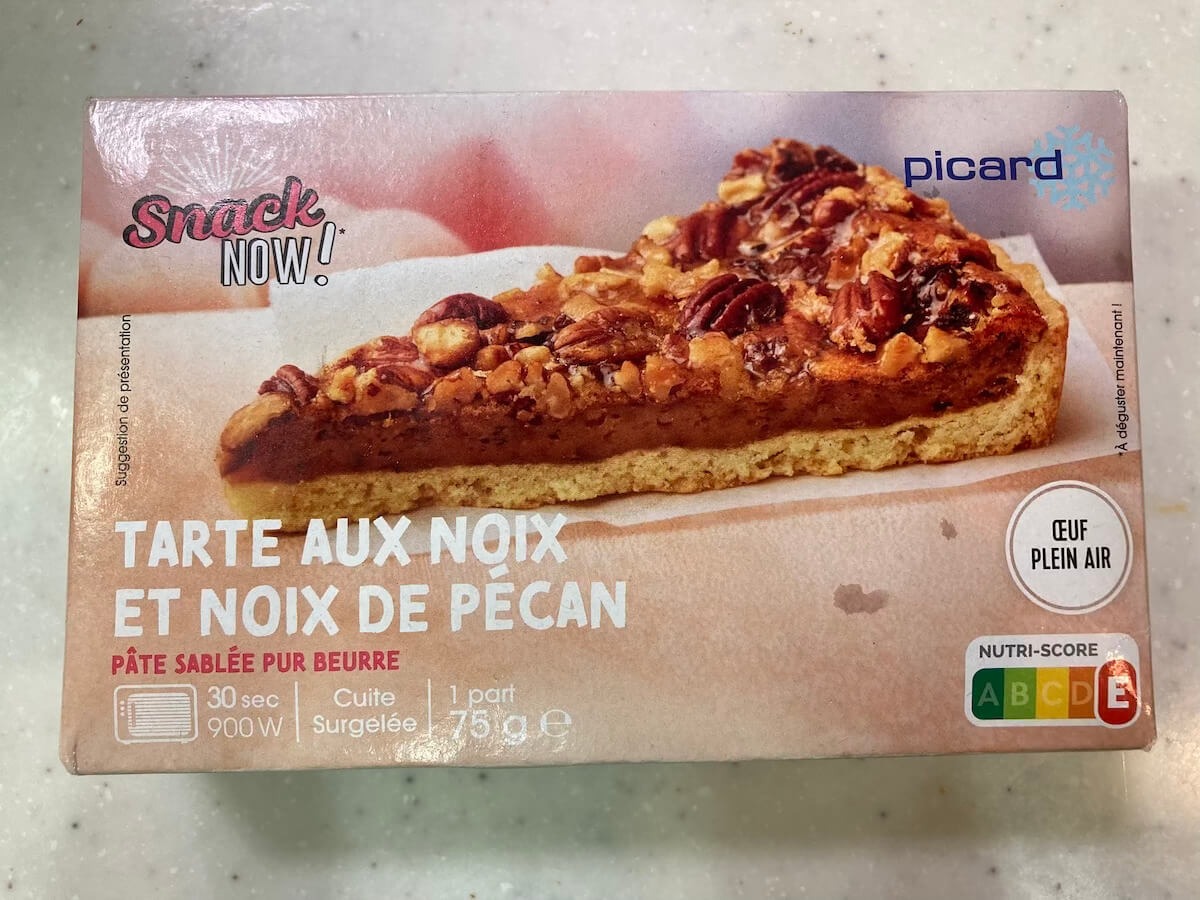 Snack
NOW!*
picard
Suggestion de présentation
*À déguster maintenant !
TARTE AUX NOIX
ET NOIX DE PÉCAN
PÂTE SABLÉE PUR BEURRE
30 sec
900 W
Cuite
Surgelée
1 part
75 g ℮
ŒUF
PLEIN AIR
NUTRI-SCORE
A B C D E